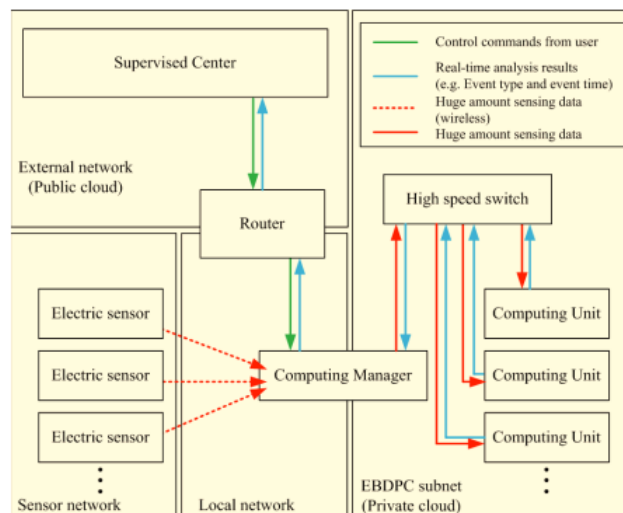 Supervised Center
External network
(Public cloud)
Router
Control commands from user
Real-time analysis results
(e.g. Event type and event time)
Huge amount sensing data
(wireless)
Huge amount sensing data
High speed switch
Electric sensor
Electric sensor
Electric sensor
Sensor network
Computing Manager
Local network
Computing Unit
Computing Unit
Computing Unit
EBDPC subnet
(Private cloud)